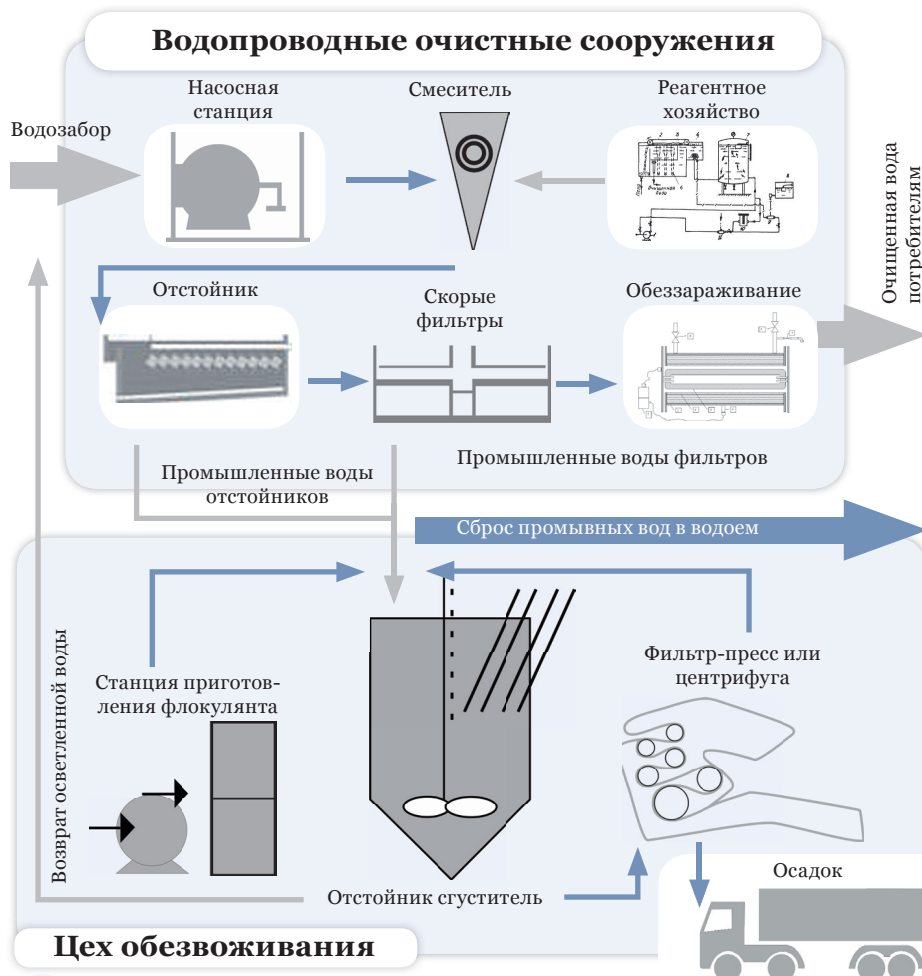 Водопроводные очистные сооружения
Водозабор
Насосная
станция
Смеситель
Реагентное
хозяйство
Очищенная вода
потребителям
Отстойник
Скорые
фильтры
Обеззараживание
Промышленные воды
отстойников
Промышленные воды фильтров
Сброс промывных вод в водоем
Возврат осветленной воды
Станция приготов-
ления флокулянта
Фильтр-пресс или
центрифуга
Отстойник сгуститель
Осадок
Цех обезвоживания